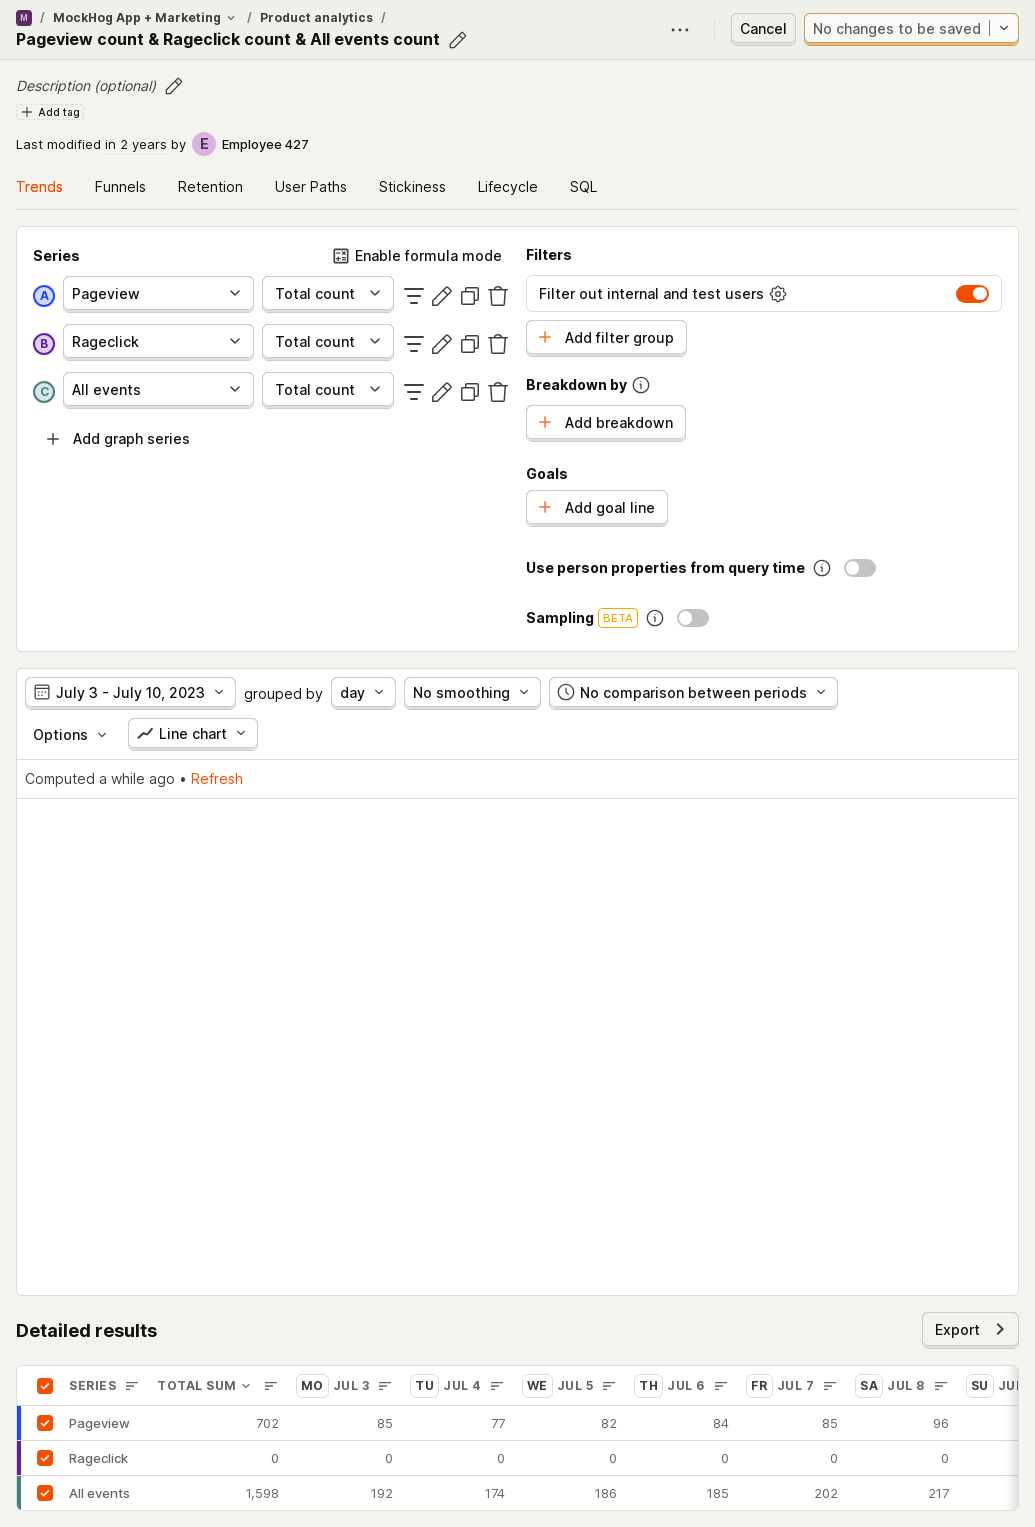 M / MockHog App + Marketing / Product analytics /
Pageview count & Rageclick count & All events count
Cancel
No changes to be saved
Description (optional)
Add tag
Last modified in 2 years by E Employee 427
Trends Funnels Retention User Paths Stickiness Lifecycle SQL
Series
Enable formula mode
A Pageview Total count
B Rageclick Total count
C All events Total count
Add graph series
Filters
Filter out internal and test users
Add filter group
Breakdown by
Add breakdown
Goals
Add goal line
Use person properties from query time
Sampling BETA
July 3 - July 10, 2023 grouped by day No smoothing No comparison between periods
Options Line chart
Computed a while ago • Refresh
Detailed results
Export
SERIES TOTAL SUM MO JUL 3 TU JUL 4 WE JUL 5 TH JUL 6 FR JUL 7 SA JUL 8 SU
Pageview 702 85 77 82 84 85 96
Rageclick 0 0 0 0 0 0 0
All events 1,598 192 174 186 185 202 217